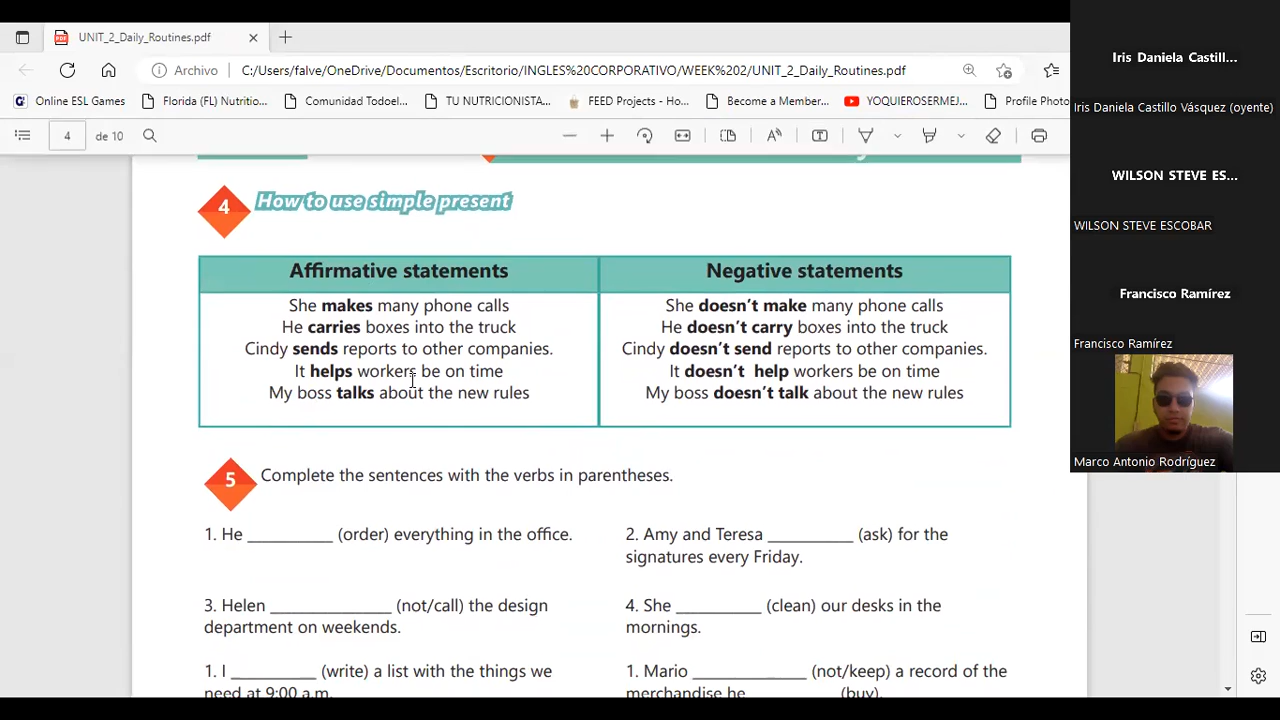 UNIT_2_Daily_Routines.pdf
Archivo
C:/Users/falve/OneDrive/Documentos/Escritorio/INGLES%20CORPORATIVO/WEEK%202/UNIT_2_Daily_Routines.pdf
Online ESL Games
Florida (FL) Nutritio...
Comunidad Todoel...
TU NUTRICIONISTA...
FEED Projects - Ho...
Become a Member...
YOQUIEROSERMEJ...
Profile Photo
4
de 10
4
How to use simple present
Affirmative statements
Negative statements
She makes many phone calls
He carries boxes into the truck
Cindy sends reports to other companies.
It helps workers be on time
My boss talks about the new rules
She doesn't make many phone calls
He doesn't carry boxes into the truck
Cindy doesn't send reports to other companies.
It doesn't help workers be on time
My boss doesn't talk about the new rules
5
Complete the sentences with the verbs in parentheses.
1. He __________ (order) everything in the office.
2. Amy and Teresa __________ (ask) for the
signatures every Friday.
3. Helen ______________ (not/call) the design
department on weekends.
4. She __________ (clean) our desks in the
mornings.
1. I __________ (write) a list with the things we
need at 9:00 a.m.
1. Mario _____________ (not/keep) a record of the
merchandise he __________ (buy).
Iris Daniela Castill...
Iris Daniela Castillo Vásquez (oyente)
WILSON STEVE ES...
WILSON STEVE ESCOBAR
Francisco Ramírez
Francisco Ramírez
Marco Antonio Rodríguez